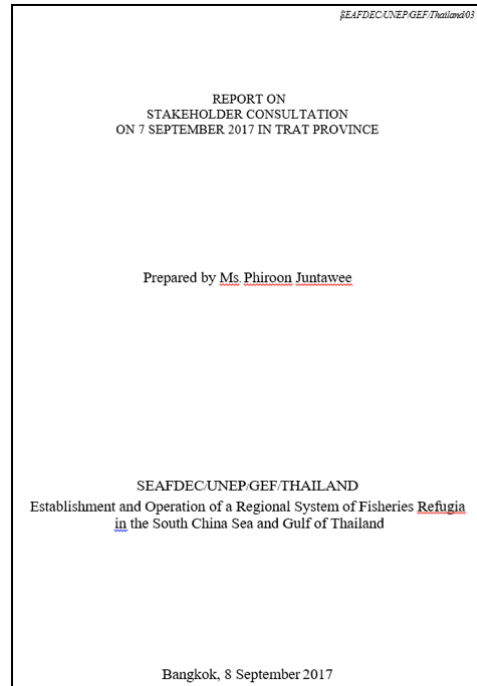 SEAFDEC/UNEP/GEF/Thailand/03
REPORT ON
STAKEHOLDER CONSULTATION
ON 7 SEPTEMBER 2017 IN TRAT PROVINCE
Prepared by Ms. Phiroon Juntawee
SEAFDEC/UNEP/GEF/THAILAND
Establishment and Operation of a Regional System of Fisheries Refugia
in the South China Sea and Gulf of Thailand
Bangkok, 8 September 2017